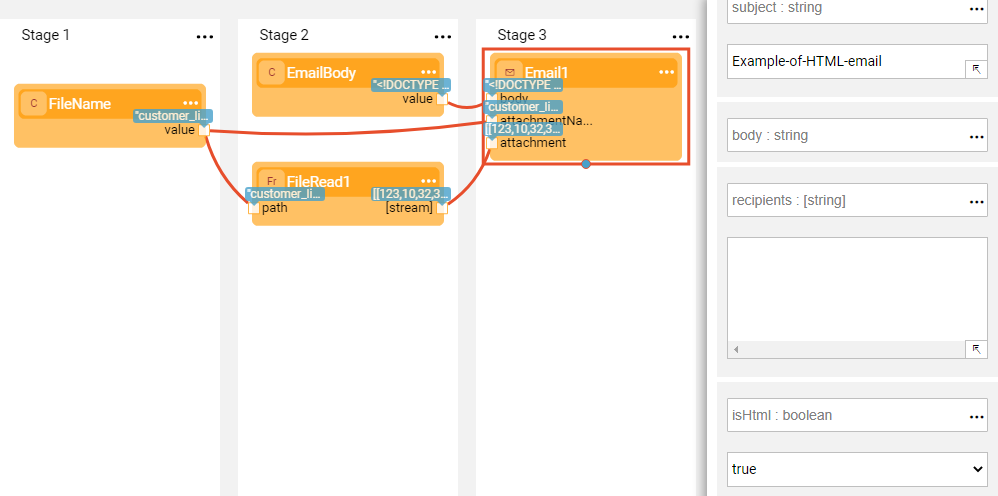 Stage 1
...
Stage 2
...
Stage 3
...
C
FileName
...
"customer_li...
value
C
EmailBody
...
"<!DOCTYPE ...
value
Fr
FileRead1
"customer_li...
[[123,10,32,3...
path
[stream]
Email1
...
"<!DOCTYPE ...
body
"customer_li...
attachmentNa...
[[123,10,32,3...
attachment
subject : string
...
Example-of-HTML-email
body : string
...
recipients : [string]
...
isHtml : boolean
...
true